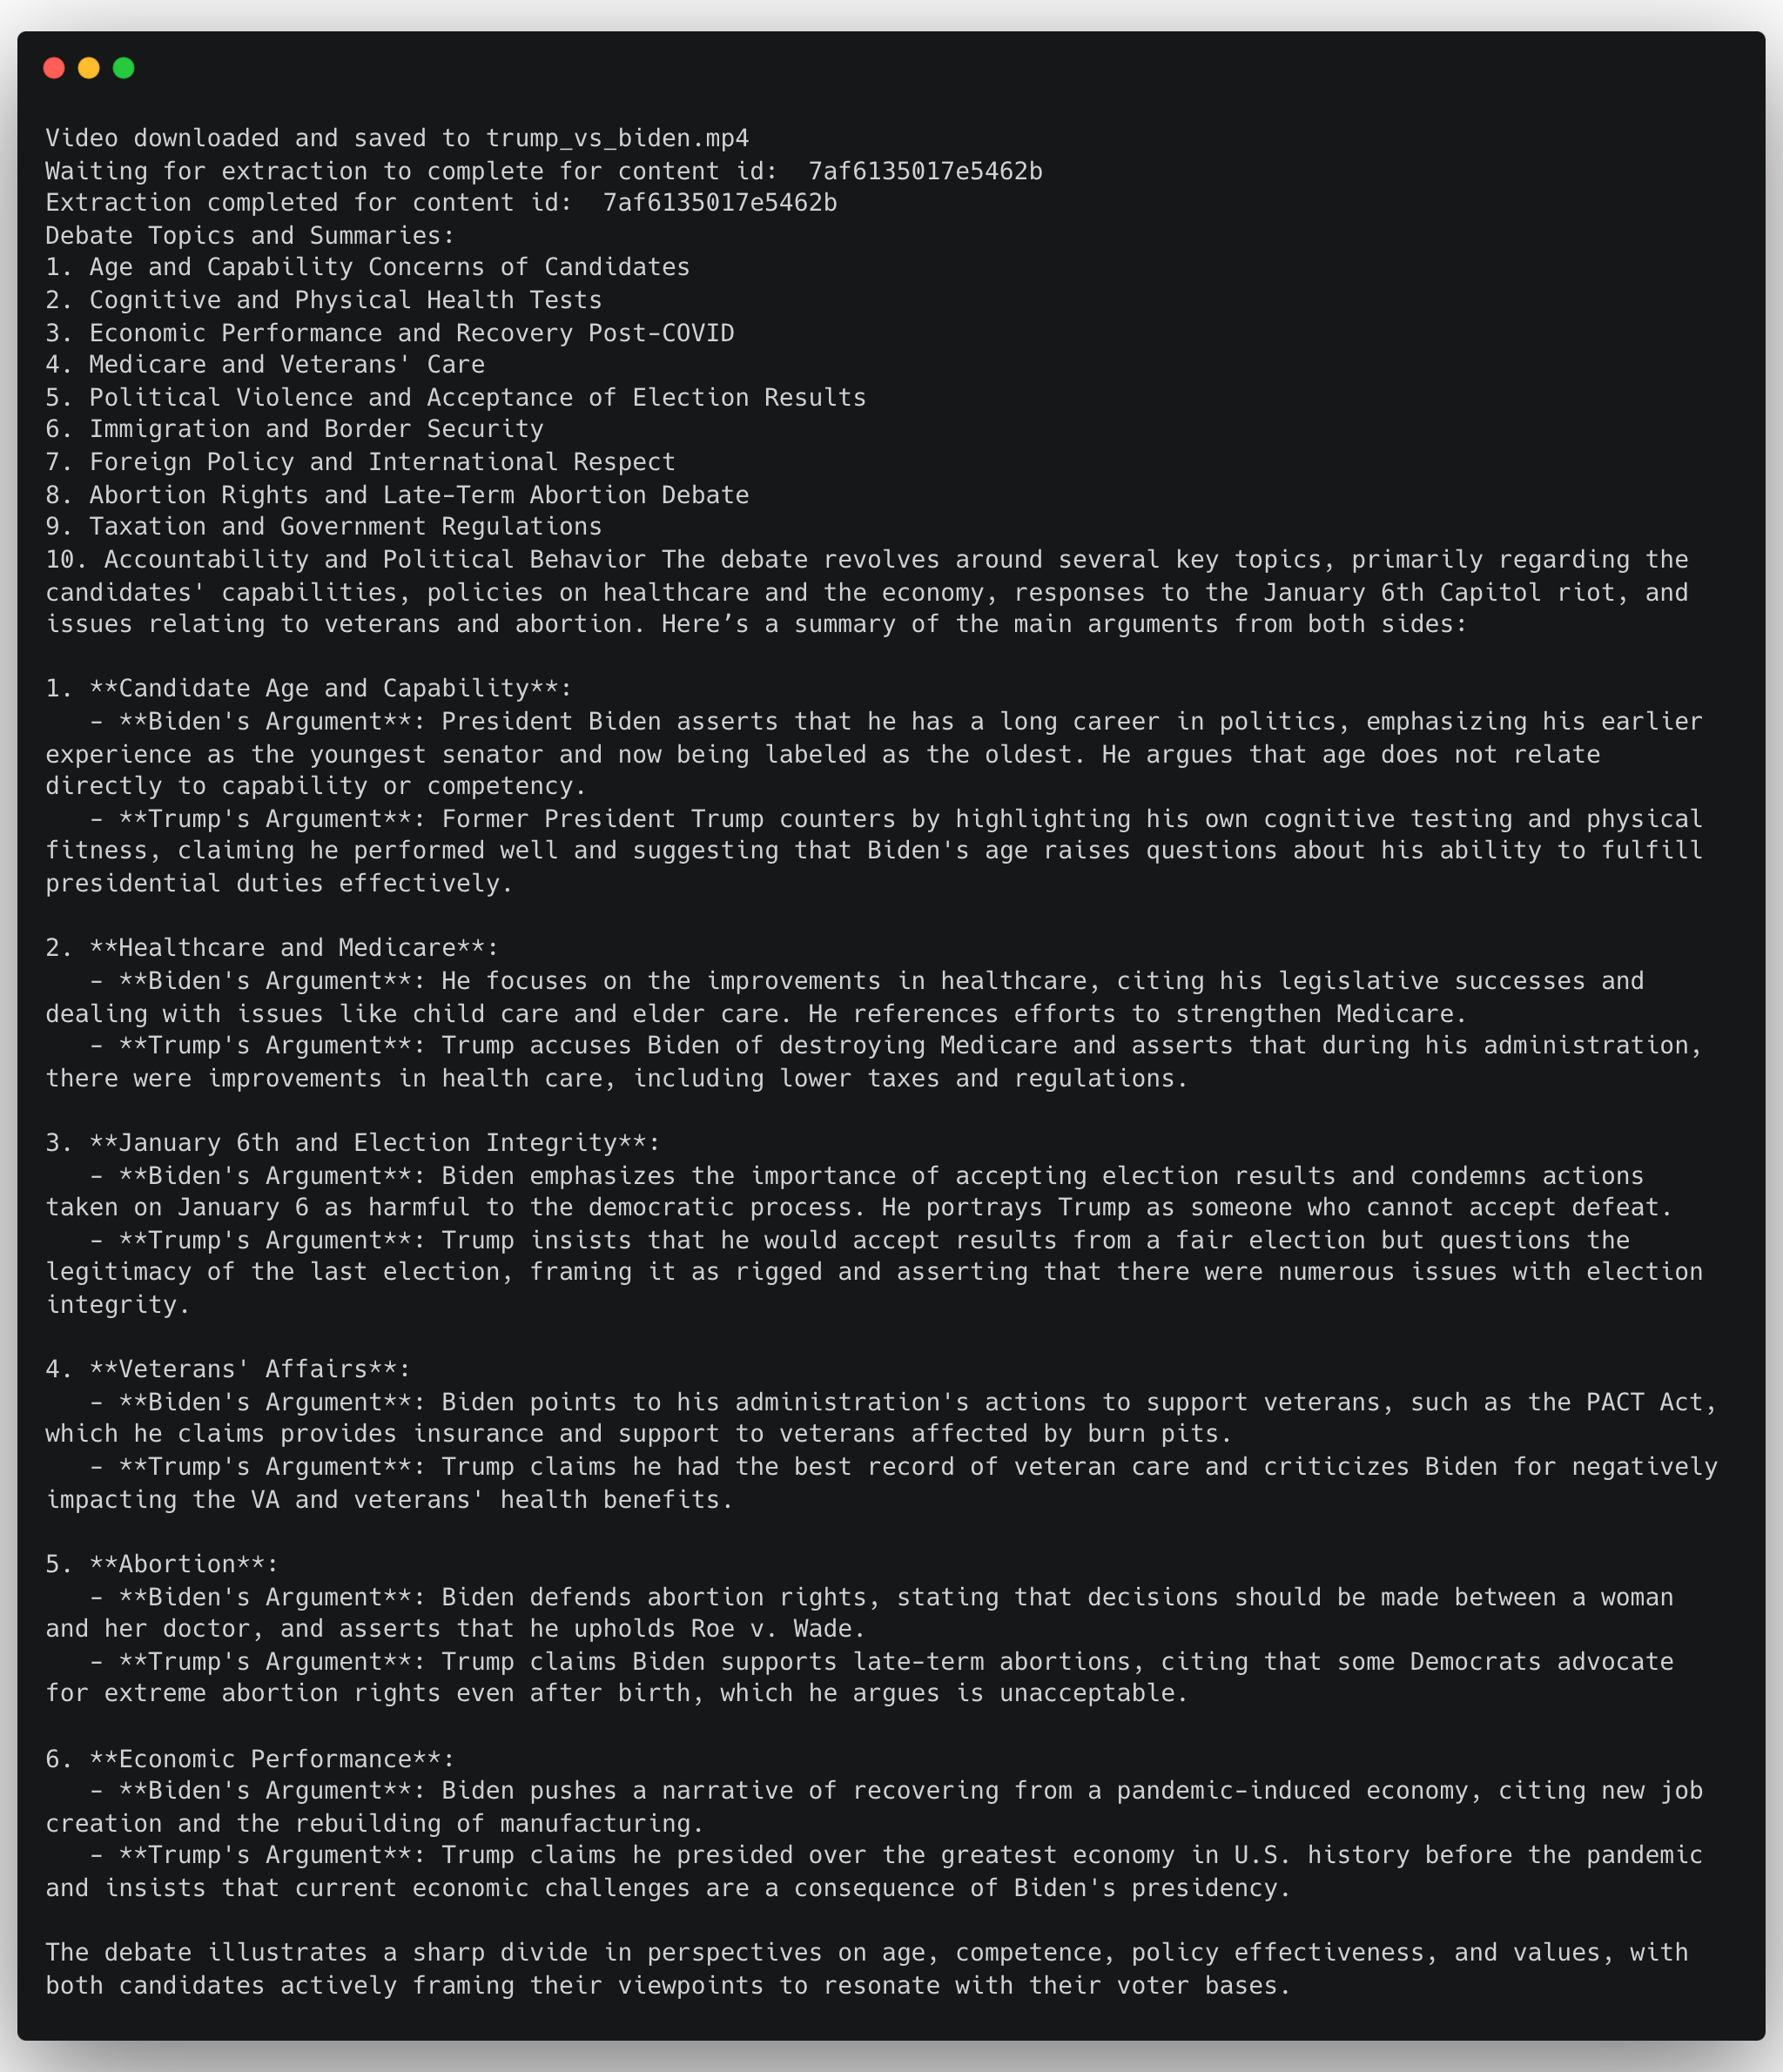 Video downloaded and saved to trump_vs_biden.mp4
Waiting for extraction to complete for content id:  7af6135017e5462b
Extraction completed for content id:  7af6135017e5462b
Debate Topics and Summaries:
1. Age and Capability Concerns of Candidates
2. Cognitive and Physical Health Tests
3. Economic Performance and Recovery Post-COVID
4. Medicare and Veterans' Care
5. Political Violence and Acceptance of Election Results
6. Immigration and Border Security
7. Foreign Policy and International Respect
8. Abortion Rights and Late-Term Abortion Debate
9. Taxation and Government Regulations
10. Accountability and Political Behavior The debate revolves around several key topics, primarily regarding the
candidates' capabilities, policies on healthcare and the economy, responses to the January 6th Capitol riot, and
issues relating to veterans and abortion. Here’s a summary of the main arguments from both sides:

1. **Candidate Age and Capability**:
   - **Biden's Argument**: President Biden asserts that he has a long career in politics, emphasizing his earlier
experience as the youngest senator and now being labeled as the oldest. He argues that age does not relate
directly to capability or competency.
   - **Trump's Argument**: Former President Trump counters by highlighting his own cognitive testing and physical
fitness, claiming he performed well and suggesting that Biden's age raises questions about his ability to fulfill
presidential duties effectively.

2. **Healthcare and Medicare**:
   - **Biden's Argument**: He focuses on the improvements in healthcare, citing his legislative successes and
dealing with issues like child care and elder care. He references efforts to strengthen Medicare.
   - **Trump's Argument**: Trump accuses Biden of destroying Medicare and asserts that during his administration,
there were improvements in health care, including lower taxes and regulations.

3. **January 6th and Election Integrity**:
   - **Biden's Argument**: Biden emphasizes the importance of accepting election results and condemns actions
taken on January 6 as harmful to the democratic process. He portrays Trump as someone who cannot accept defeat.
   - **Trump's Argument**: Trump insists that he would accept results from a fair election but questions the
legitimacy of the last election, framing it as rigged and asserting that there were numerous issues with election
integrity.

4. **Veterans' Affairs**:
   - **Biden's Argument**: Biden points to his administration's actions to support veterans, such as the PACT Act,
which he claims provides insurance and support to veterans affected by burn pits.
   - **Trump's Argument**: Trump claims he had the best record of veteran care and criticizes Biden for negatively
impacting the VA and veterans' health benefits.

5. **Abortion**:
   - **Biden's Argument**: Biden defends abortion rights, stating that decisions should be made between a woman
and her doctor, and asserts that he upholds Roe v. Wade.
   - **Trump's Argument**: Trump claims Biden supports late-term abortions, citing that some Democrats advocate
for extreme abortion rights even after birth, which he argues is unacceptable.

6. **Economic Performance**:
   - **Biden's Argument**: Biden pushes a narrative of recovering from a pandemic-induced economy, citing new job
creation and the rebuilding of manufacturing.
   - **Trump's Argument**: Trump claims he presided over the greatest economy in U.S. history before the pandemic
and insists that current economic challenges are a consequence of Biden's presidency.

The debate illustrates a sharp divide in perspectives on age, competence, policy effectiveness, and values, with
both candidates actively framing their viewpoints to resonate with their voter bases.